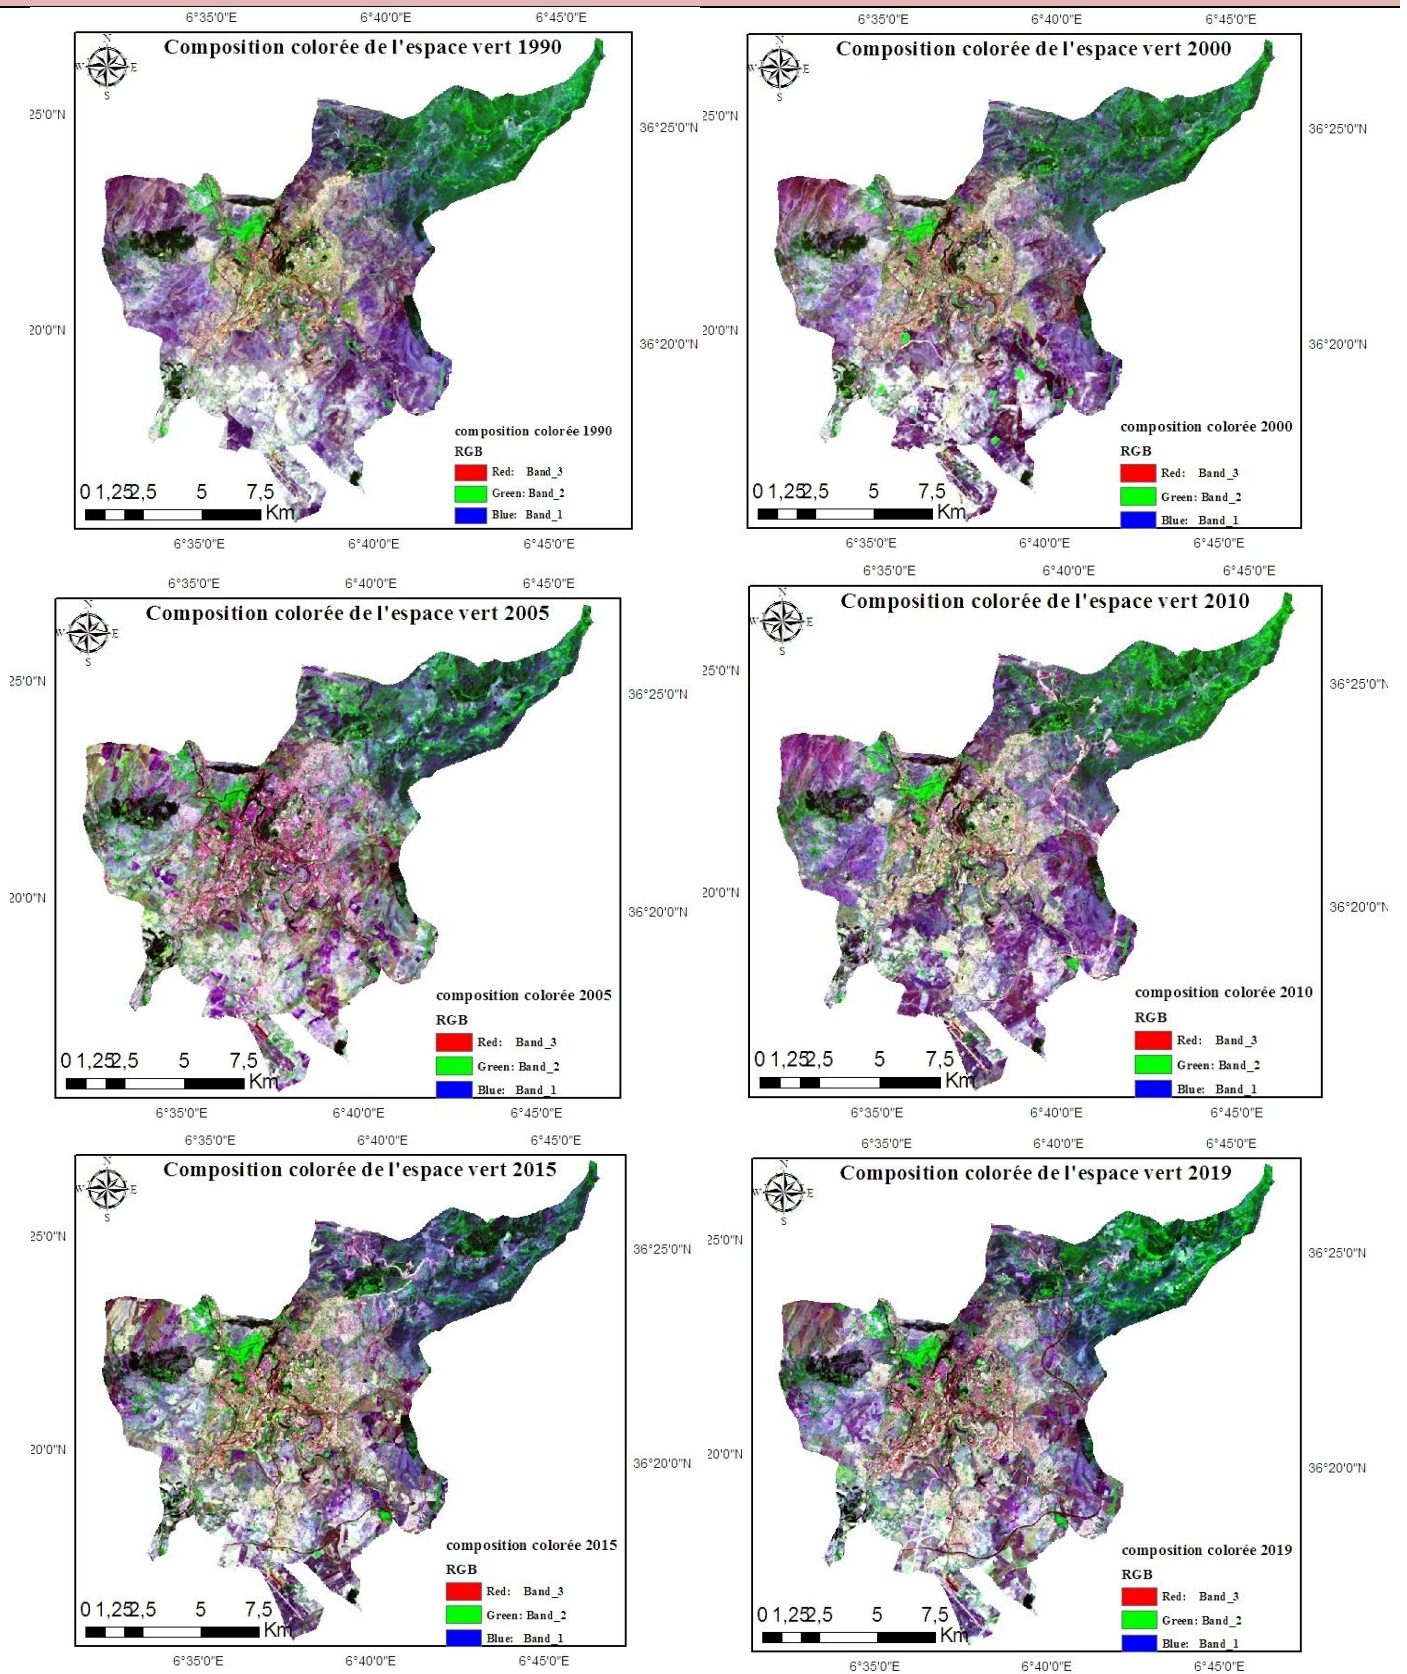 6°35'0"E 6°40'0"E 6°45'0"E
Composition colorée de l'espace vert 1990
N
W E
S
25'0"N
36°25'0"N
20'0"N
36°20'0"N
composition colorée 1990
RGB
Red: Band_3
Green: Band_2
Blue: Band_1
0 1,25 2,5 5 7,5
Km
6°35'0"E 6°40'0"E 6°45'0"E
6°35'0"E 6°40'0"E 6°45'0"E
Composition colorée de l'espace vert 2000
N
W E
S
25'0"N
36°25'0"N
20'0"N
36°20'0"N
composition colorée 2000
RGB
Red: Band_3
Green: Band_2
Blue: Band_1
0 1,25 2,5 5 7,5
Km
6°35'0"E 6°40'0"E 6°45'0"E
6°35'0"E 6°40'0"E 6°45'0"E
Composition colorée de l'espace vert 2005
N
W E
S
25'0"N
36°25'0"N
20'0"N
36°20'0"N
composition colorée 2005
RGB
Red: Band_3
Green: Band_2
Blue: Band_1
0 1,25 2,5 5 7,5
Km
6°35'0"E 6°40'0"E 6°45'0"E
6°35'0"E 6°40'0"E 6°45'0"E
Composition colorée de l'espace vert 2010
N
W E
S
25'0"N
36°25'0"N
20'0"N
36°20'0"N
composition colorée 2010
RGB
Red: Band_3
Green: Band_2
Blue: Band_1
0 1,25 2,5 5 7,5
Km
6°35'0"E 6°40'0"E 6°45'0"E
6°35'0"E 6°40'0"E 6°45'0"E
Composition colorée de l'espace vert 2015
N
W E
S
25'0"N
36°25'0"N
20'0"N
36°20'0"N
composition colorée 2015
RGB
Red: Band_3
Green: Band_2
Blue: Band_1
0 1,25 2,5 5 7,5
Km
6°35'0"E 6°40'0"E 6°45'0"E
6°35'0"E 6°40'0"E 6°45'0"E
Composition colorée de l'espace vert 2019
N
W E
S
25'0"N
36°25'0"N
20'0"N
36°20'0"N
composition colorée 2019
RGB
Red: Band_3
Green: Band_2
Blue: Band_1
0 1,25 2,5 5 7,5
Km
6°35'0"E 6°40'0"E 6°45'0"E